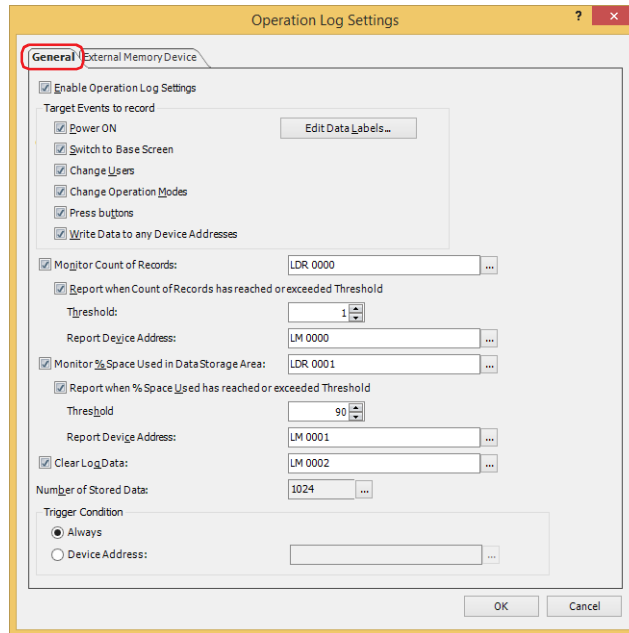 Operation Log Settings
General External Memory Device
Enable Operation Log Settings
Target Events to record
Power ON Edit Data Labels...
Switch to Base Screen
Change Users
Change Operation Modes
Press buttons
Write Data to any Device Addresses
Monitor Count of Records: LDR 0000 ...
Report when Count of Records has reached or exceeded Threshold
Threshold: 1
Report Device Address: LM 0000 ...
Monitor % Space Used in Data Storage Area: LDR 0001 ...
Report when % Space Used has reached or exceeded Threshold
Threshold 90
Report Device Address: LM 0001 ...
Clear Log Data: LM 0002 ...
Number of Stored Data: 1024 ...
Trigger Condition
Always
Device Address: ...
OK Cancel